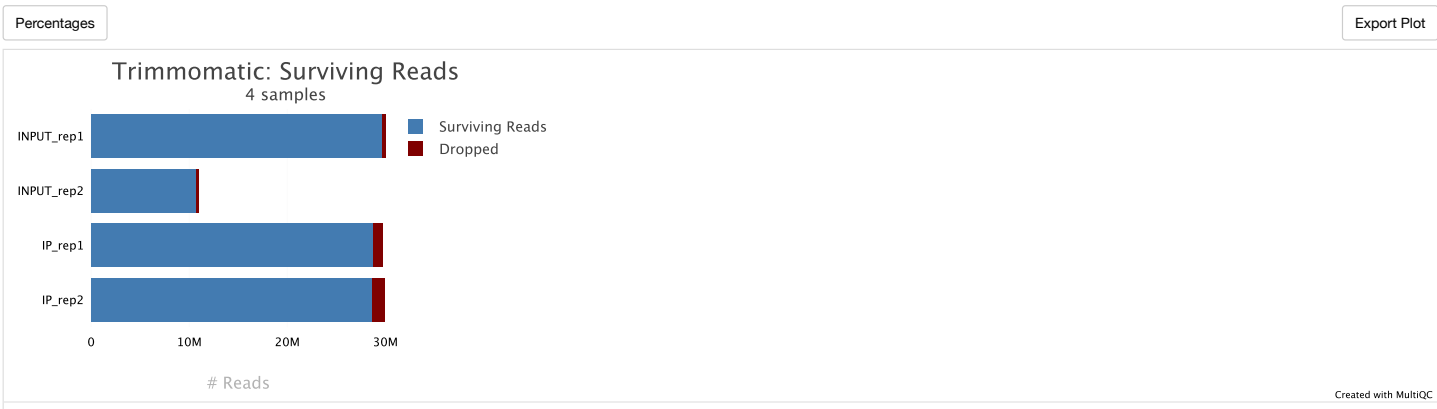 Percentages
Export Plot
Trimmomatic: Surviving Reads
4 samples
INPUT_rep1
INPUT_rep2
IP_rep1
IP_rep2
Surviving Reads
Dropped
0 10M 20M 30M
# Reads
Created with MultiQC